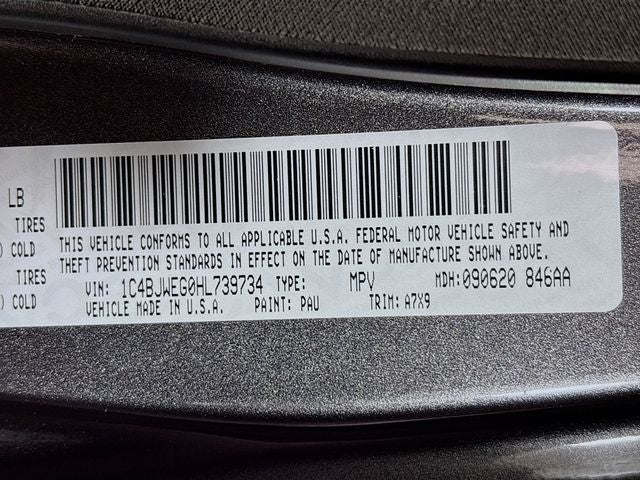 LB
TIRES
) COLD
TIRES
) COLD
THIS VEHICLE CONFORMS TO ALL APPLICABLE U.S.A. FEDERAL MOTOR VEHICLE SAFETY AND
THEFT PREVENTION STANDARDS IN EFFECT ON THE DATE OF MANUFACTURE SHOWN ABOVE.
VIN: 1C4BJWEG0HL739734 TYPE: MPV MDH:090620 846AA
VEHICLE MADE IN U.S.A. PAINT: PAU TRIM: A7X9